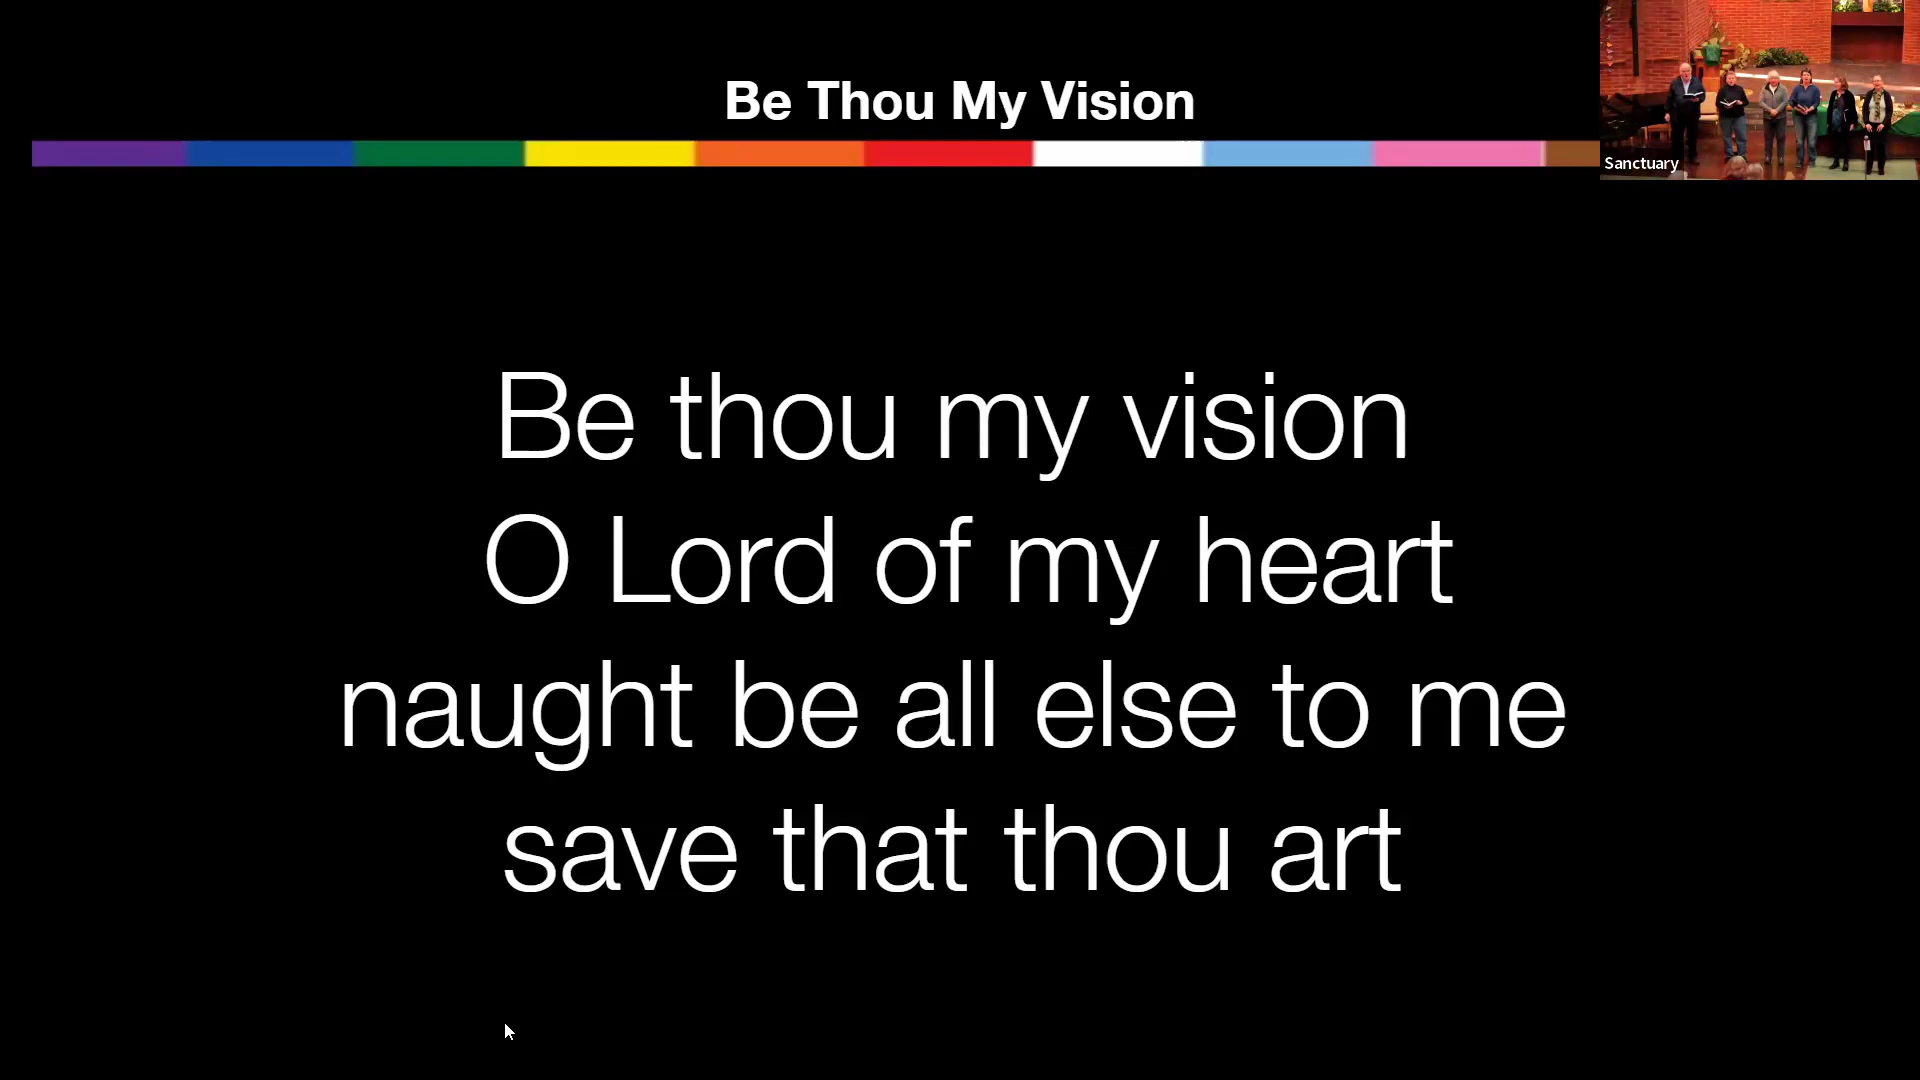 Be Thou My Vision
Sanctuary
Be thou my vision
O Lord of my heart
naught be all else to me
save that thou art